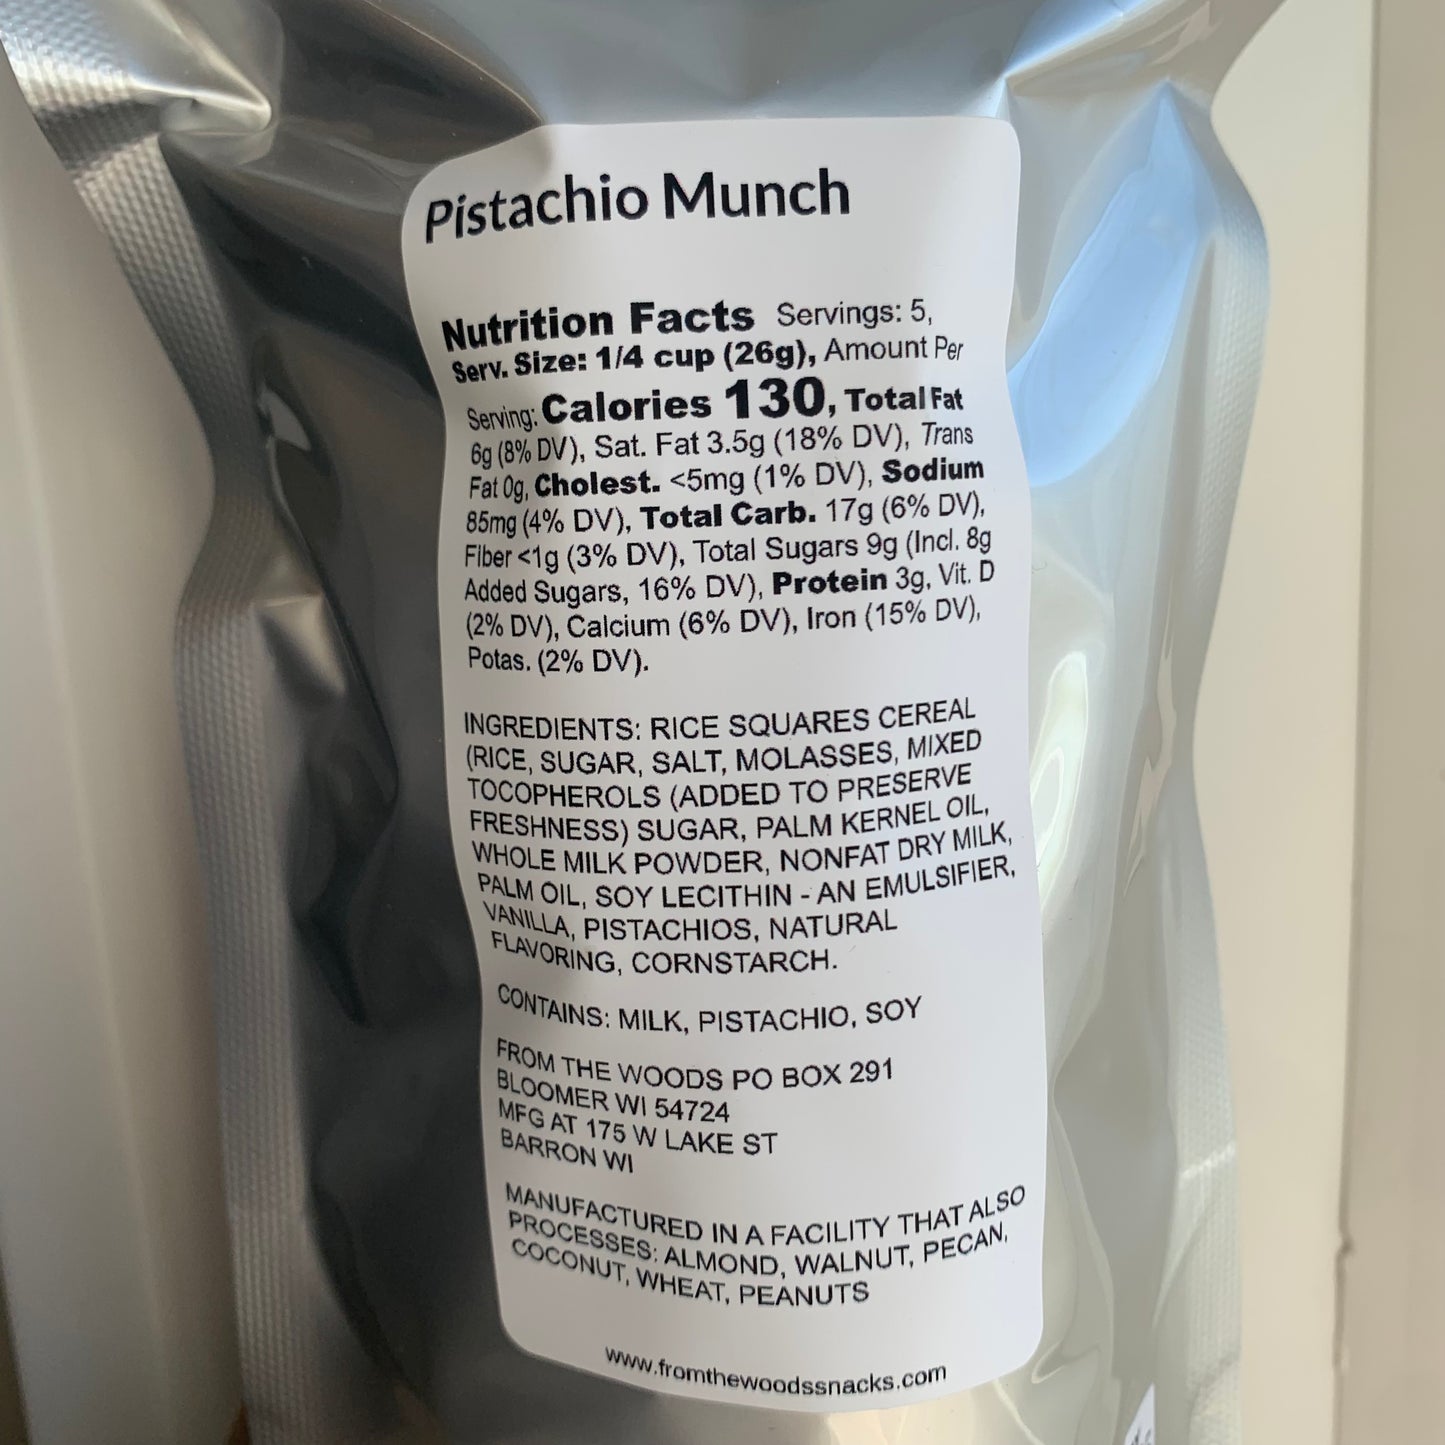 Pistachio Munch
Nutrition Facts Servings: 5,
Serv. Size: 1/4 cup (26g), Amount Per
Serving: Calories 130, Total Fat
6g (8% DV), Sat. Fat 3.5g (18% DV), Trans
Fat 0g, Cholest. <5mg (1% DV), Sodium
85mg (4% DV), Total Carb. 17g (6% DV),
Fiber <1g (3% DV), Total Sugars 9g (Incl. 8g
Added Sugars, 16% DV), Protein 3g, Vit. D
(2% DV), Calcium (6% DV), Iron (15% DV),
Potas. (2% DV).
INGREDIENTS: RICE SQUARES CEREAL
(RICE, SUGAR, SALT, MOLASSES, MIXED
TOCOPHEROLS (ADDED TO PRESERVE
FRESHNESS) SUGAR, PALM KERNEL OIL,
WHOLE MILK POWDER, NONFAT DRY MILK,
PALM OIL, SOY LECITHIN - AN EMULSIFIER,
VANILLA, PISTACHIOS, NATURAL
FLAVORING, CORNSTARCH.
CONTAINS: MILK, PISTACHIO, SOY
FROM THE WOODS PO BOX 291
BLOOMER WI 54724
MFG AT 175 W LAKE ST
BARRON WI
MANUFACTURED IN A FACILITY THAT ALSO
PROCESSES: ALMOND, WALNUT, PECAN,
COCONUT, WHEAT, PEANUTS
www.fromthewoodssnacks.com